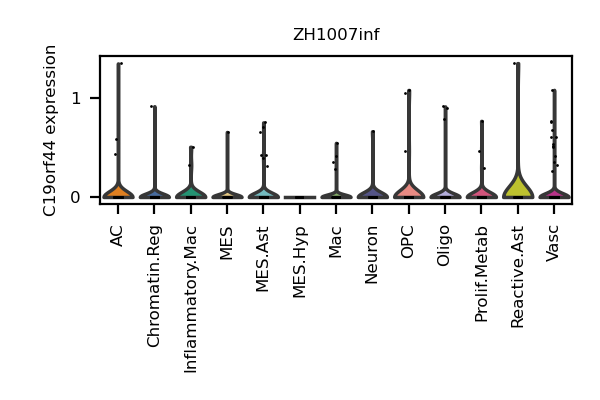 ZH1007inf
C19orf44 expression
1
0
AC
Chromatin.Reg
Inflammatory.Mac
MES
MES.Ast
MES.Hyp
Mac
Neuron
OPC
Oligo
Prolif.Metab
Reactive.Ast
Vasc